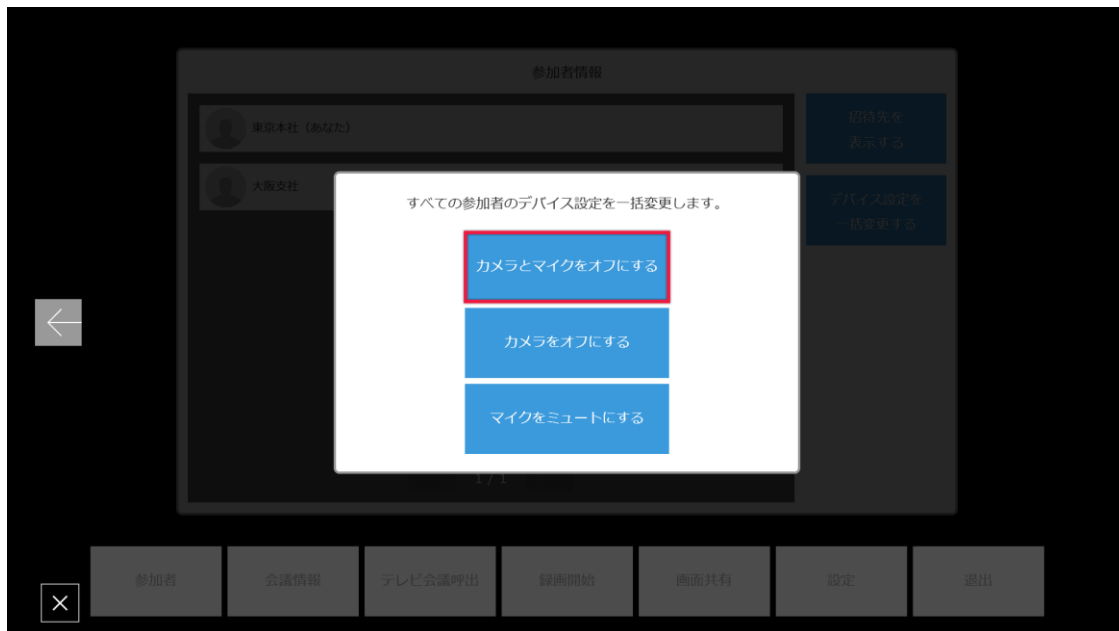 参加者情報
東京本社（あなた）
大阪支社
招待先を
表示する
デバイス設定を
一括変更する
すべての参加者のデバイス設定を一括変更します。
カメラとマイクをオフにする
カメラをオフにする
マイクをミュートにする
1 / 1
参加者
会議情報
テレビ会議呼出
録画開始
画面共有
設定
退出